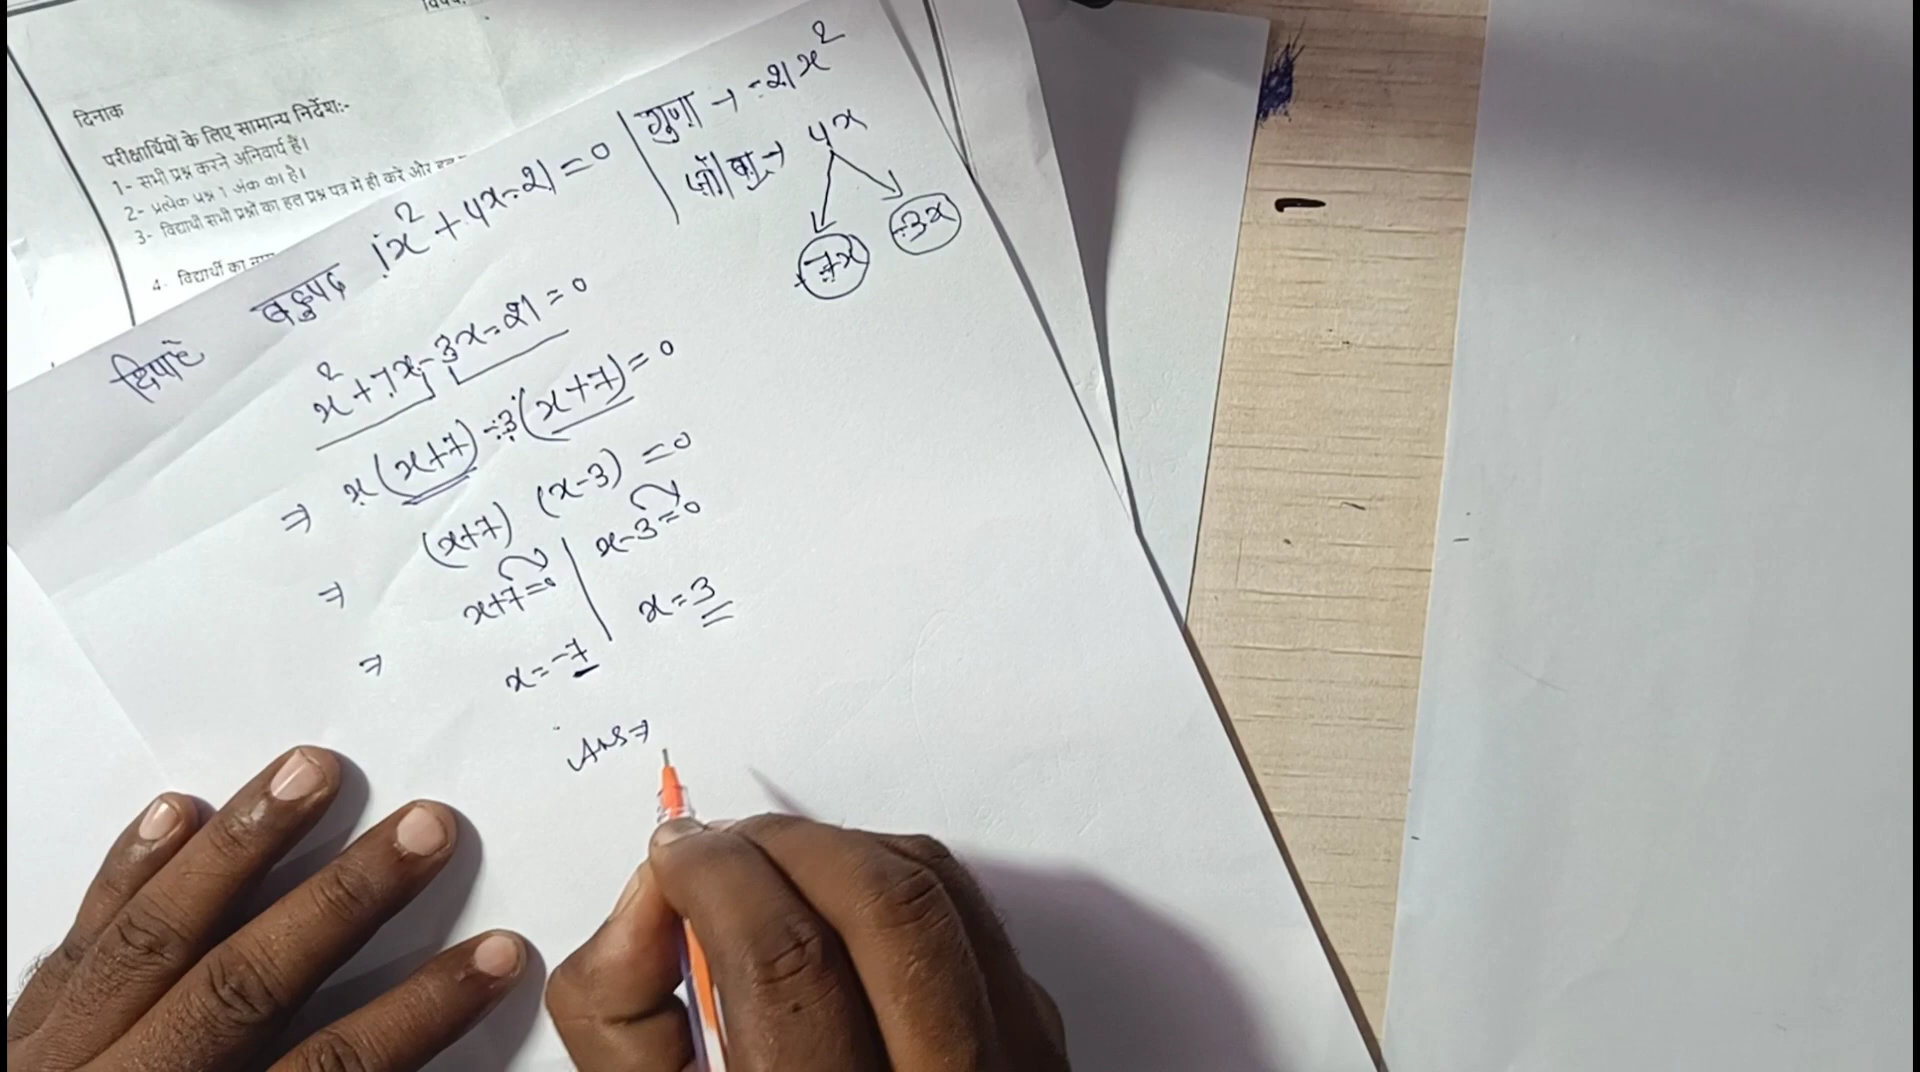 दिनांक
परीक्षार्थियों के लिए सामान्य निर्देश:-
1- सभी प्रश्न करने अनिवार्य हैं।
2- प्रत्येक प्रश्न 1 अंक का है।
3- विद्यार्थी सभी प्रश्नों का हल प्रश्न पत्र में ही करें और
4- विद्यार्थी का
बहुपद 1x² + 4x - 21 = 0
गुणा → -21x²
4x
+7x -3x
x² + 7x - 3x - 21 = 0
⇒ x(x+7) - 3(x+7) = 0
⇒ (x+7) (x-3) = 0
⇒ x+7=0 | x-3=0
x = -7 x = 3
Ans ⇒